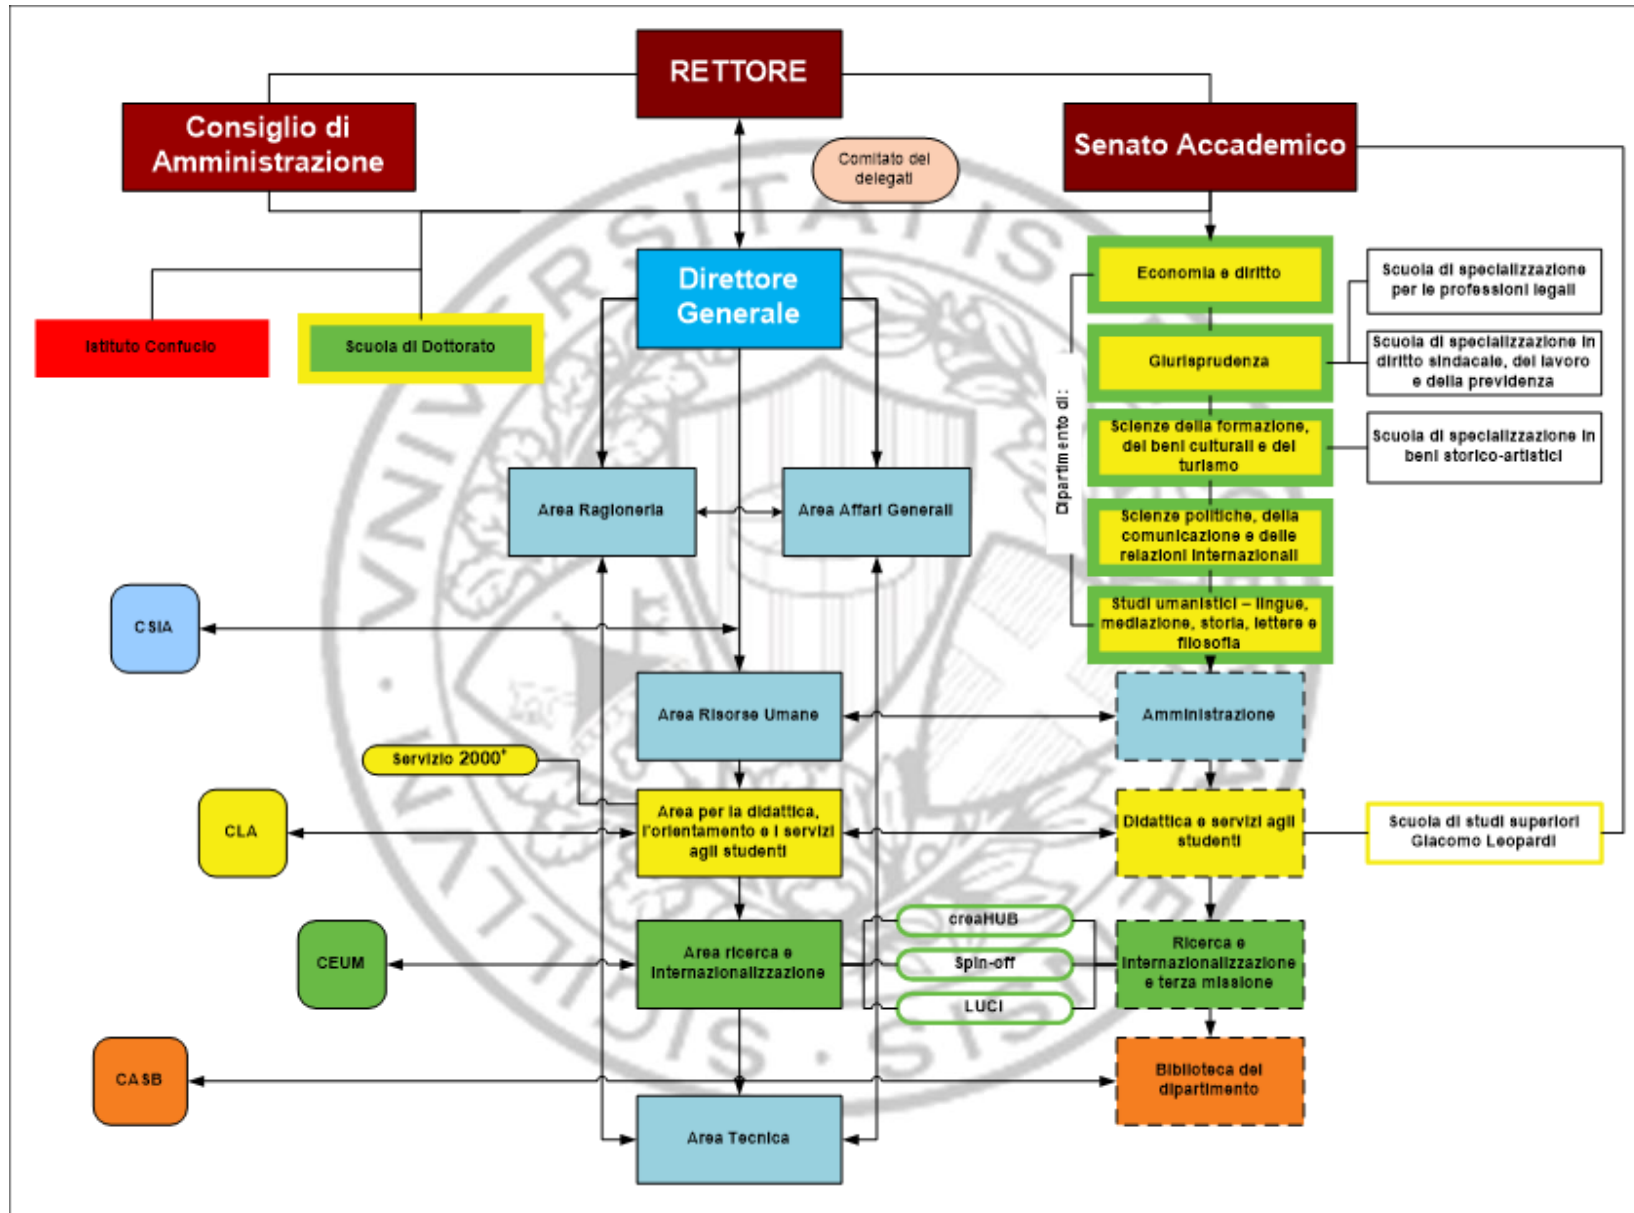 RETTORE
Consiglio di
Amministrazione
Senato Accademico
Comitato dei
delegati
Direttore
Generale
Istituto Confucio
Scuola di Dottorato
Dipartimento di:
Economia e diritto
Giurisprudenza
Scienze della formazione,
dei beni culturali e del
turismo
Scienze politiche, della
comunicazione e delle
relazioni internazionali
Studi umanistici – lingue,
mediazione, storia, lettere e
filosofia
Scuola di specializzazione
per le professioni legali
Scuola di specializzazione in
diritto sindacale, del lavoro
e della previdenza
Scuola di specializzazione in
beni storico-artistici
Area Ragioneria
Area Affari Generali
CSIA
Area Risorse Umane
Amministrazione
Servizio 2000+
CLA
Area per la didattica,
l'orientamento e i servizi
agli studenti
Didattica e servizi agli
studenti
Scuola di studi superiori
Giacomo Leopardi
CEUM
Area ricerca e
internazionalizzazione
creaHUB
Spin-off
LUCI
Ricerca e
internazionalizzazione
e terza missione
CASB
Biblioteca del
dipartimento
Area Tecnica